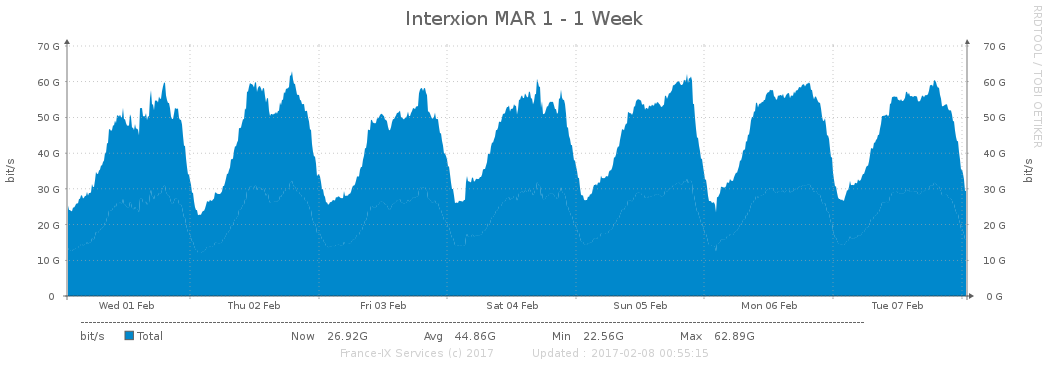 Interxion MAR 1 - 1 Week
RRDTOOL / TOBI OETIKER
bit/s
bit/s
70 G 70 G
60 G 60 G
50 G 50 G
40 G 40 G
30 G 30 G
20 G 20 G
10 G 10 G
0 0 G
Wed 01 Feb Thu 02 Feb Fri 03 Feb Sat 04 Feb Sun 05 Feb Mon 06 Feb Tue 07 Feb
bit/s Total Now 26.92G Avg 44.86G Min 22.56G Max 62.89G
France-IX Services (c) 2017 Updated : 2017-02-08 00:55:15